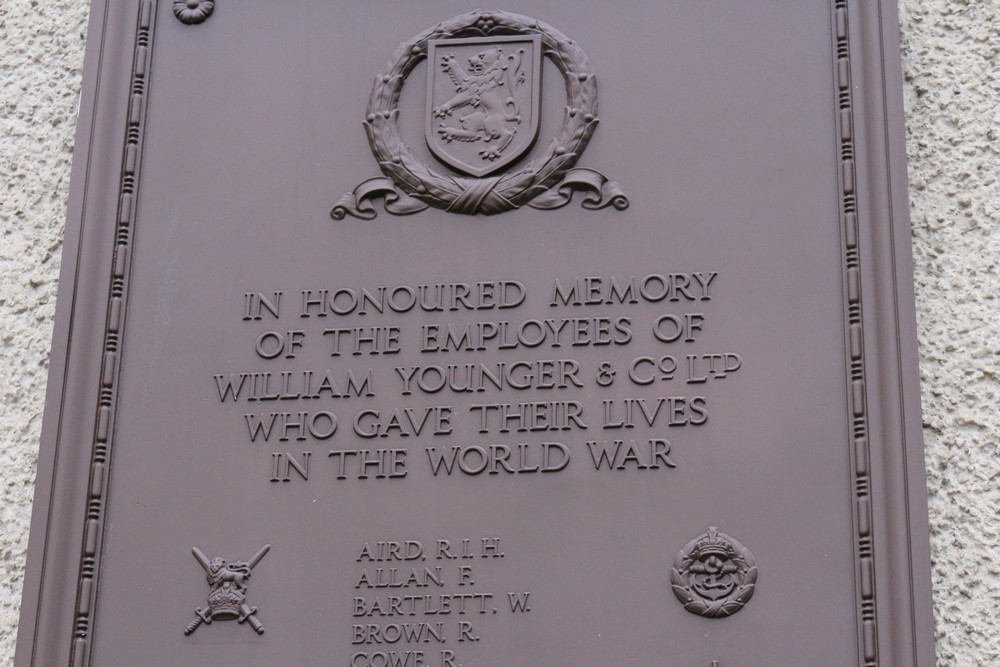 IN HONOURED MEMORY
OF THE EMPLOYEES OF
WILLIAM YOUNGER & CO LTD
WHO GAVE THEIR LIVES
IN THE WORLD WAR
AIRD, R.I.H.
ALLAN, F.
BARTLETT, W.
BROWN, R.
COWE, R.